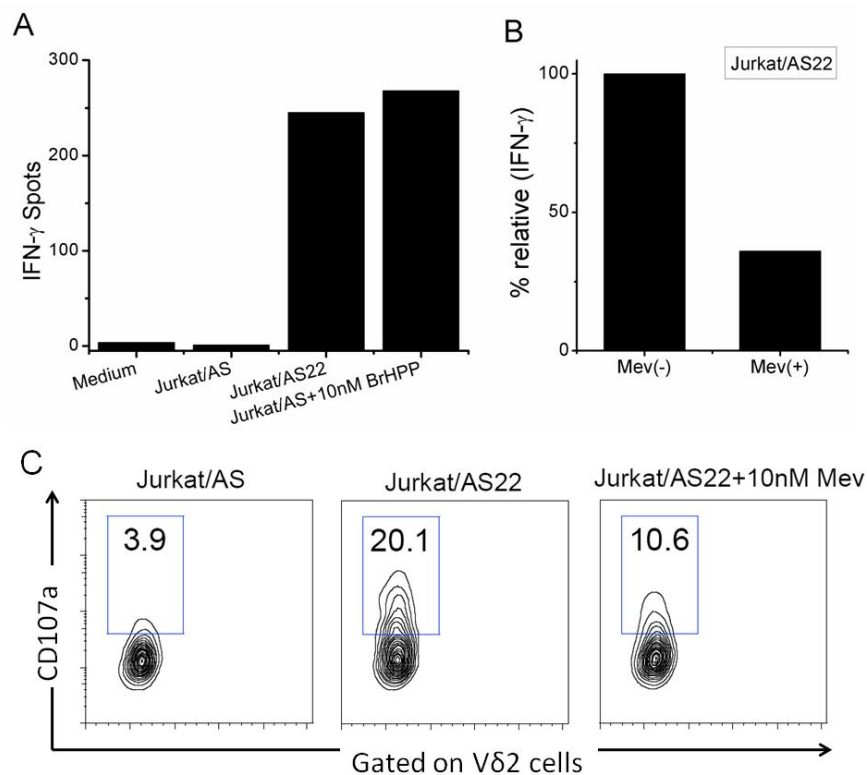 A
IFN-γ Spots
300
200
100
0
Medium
Jurkat/AS
Jurkat/AS22
Jurkat/AS+10nM BrHPP
B
Jurkat/AS22
% relative (IFN-γ)
100
50
0
Mev(-)
Mev(+)
C
Jurkat/AS
Jurkat/AS22
Jurkat/AS22+10nM Mev
3.9
20.1
10.6
CD107a
Gated on Vδ2 cells